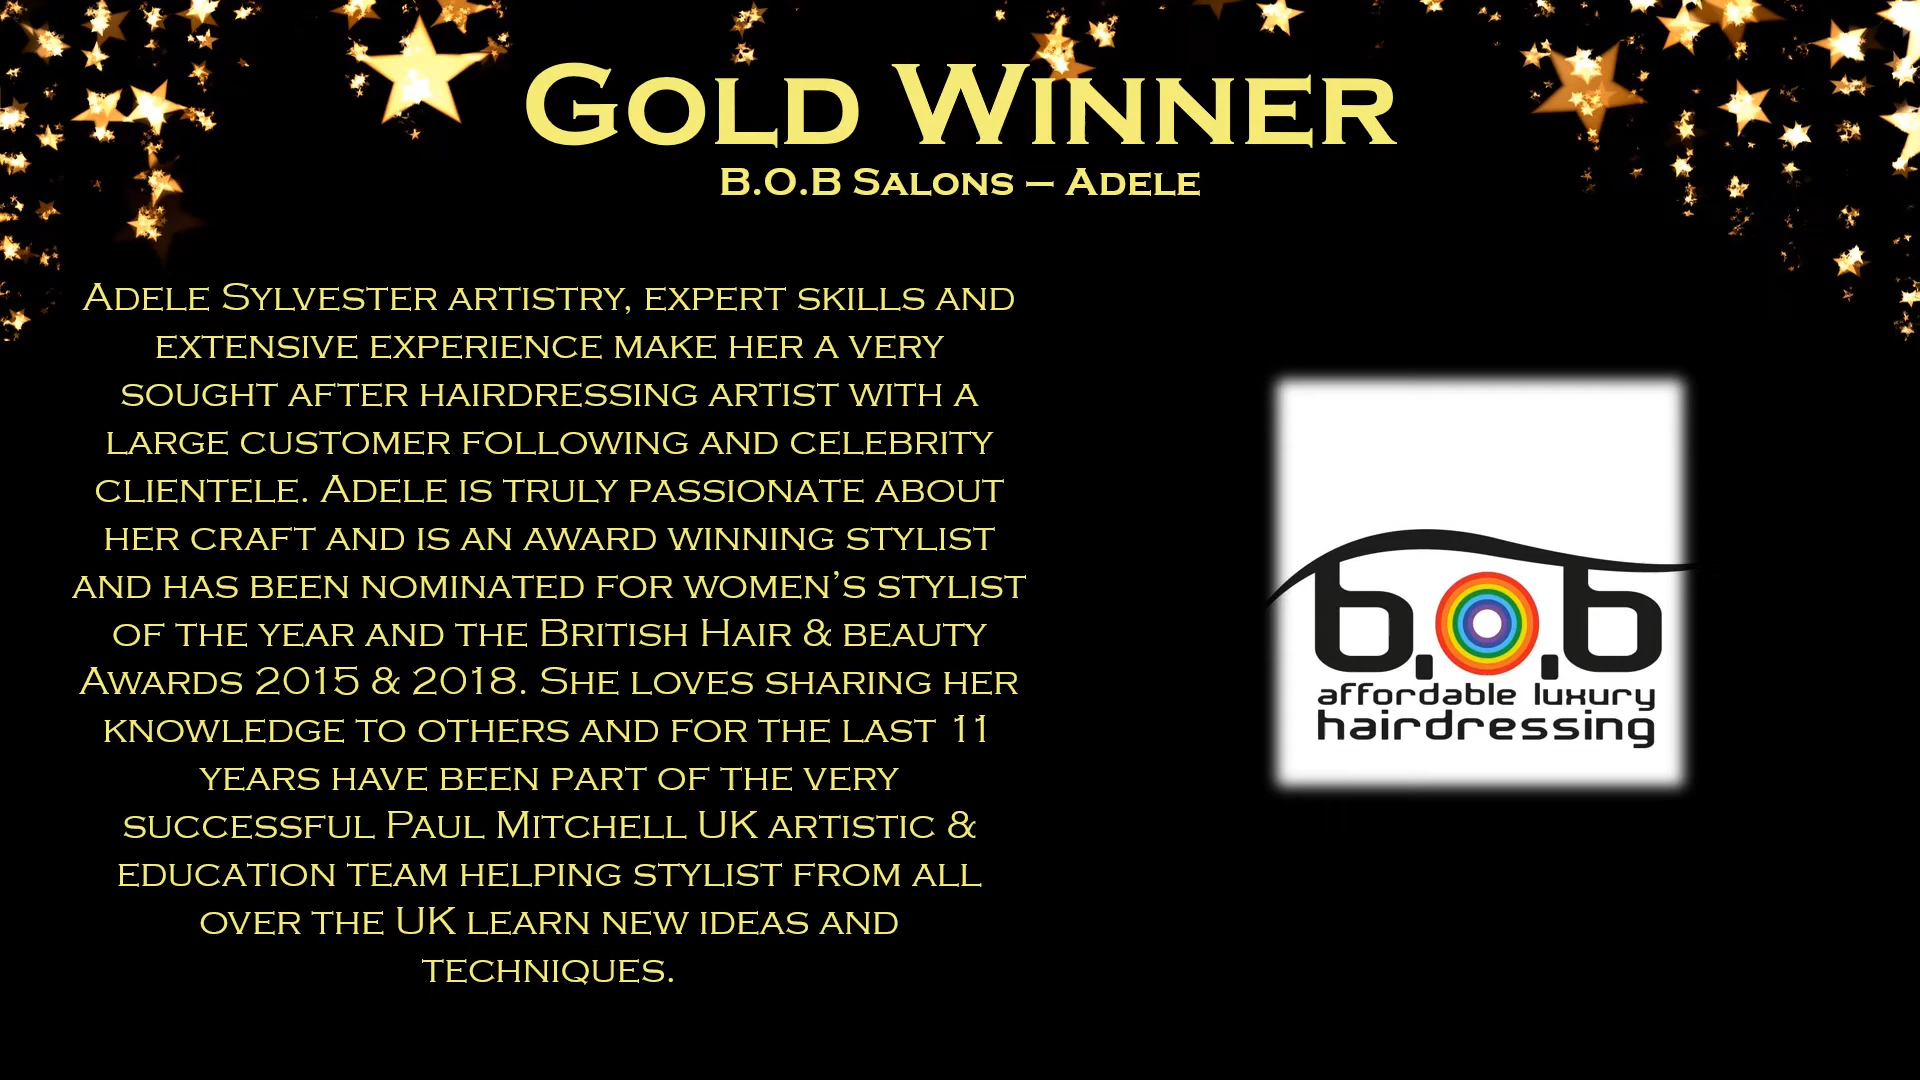 Gold Winner
B.O.B Salons – Adele
Adele Sylvester artistry, expert skills and
extensive experience make her a very
sought after hairdressing artist with a
large customer following and celebrity
clientele. Adele is truly passionate about
her craft and is an award winning stylist
and has been nominated for women’s stylist
of the year and the British Hair & beauty
Awards 2015 & 2018. She loves sharing her
knowledge to others and for the last 11
years have been part of the very
successful Paul Mitchell UK artistic &
education team helping stylist from all
over the UK learn new ideas and
techniques.
b.o.b
affordable luxury
hairdressing